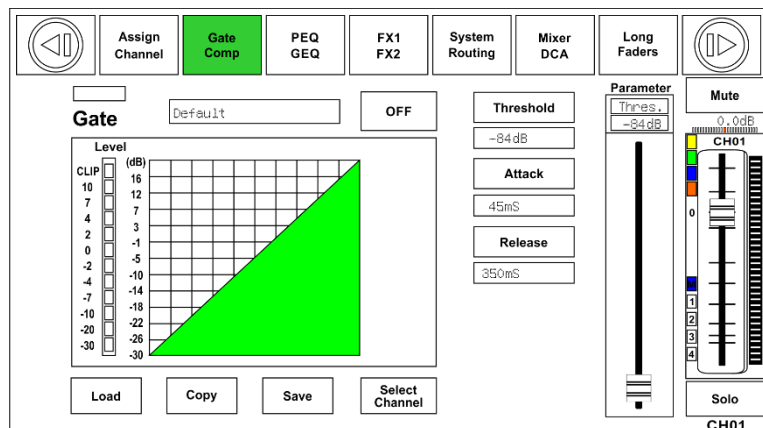 Assign
Channel
Gate
Comp
PEQ
GEQ
FX1
FX2
System
Routing
Mixer
DCA
Long
Faders
Gate
Default
OFF
Threshold
-84dB
Attack
45mS
Release
350mS
Parameter
Thres.
-84dB
Mute
0.0dB
CH01
0
M
1
2
3
4
Solo
CH01
Level
CLIP
10
7
4
2
0
-2
-4
-7
-10
-20
-30
(dB)
16
12
7
3
-1
-5
-10
-14
-18
-22
-26
-30
Load
Copy
Save
Select
Channel